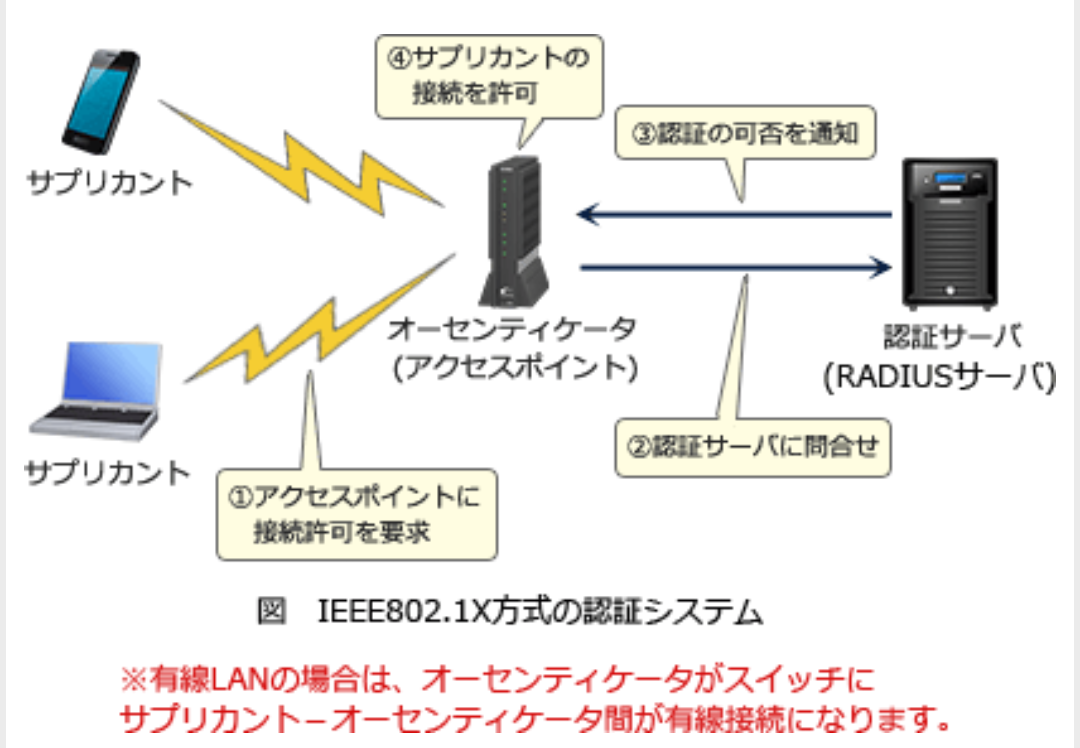 ④サプリカントの
接続を許可
③認証の可否を通知
サプリカント
オーセンティケータ
(アクセスポイント)
認証サーバ
(RADIUSサーバ)
②認証サーバに問合せ
サプリカント
①アクセスポイントに
接続許可を要求
図　IEEE802.1X方式の認証システム
※有線LANの場合は、オーセンティケータがスイッチに
サプリカント－オーセンティケータ間が有線接続になります。